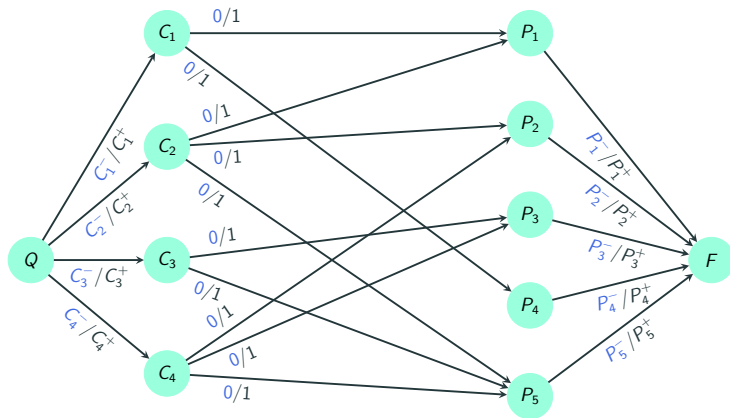 Q
C₁
C₂
C₃
C₄
P₁
P₂
P₃
P₄
P₅
F
C₁⁻/C₁⁺
C₂⁻/C₂⁺
C₃⁻/C₃⁺
C₄⁻/C₄⁺
0/1
0/1
0/1
0/1
0/1
0/1
0/1
0/1
0/1
0/1
P₁⁻/P₁⁺
P₂⁻/P₂⁺
P₃⁻/P₃⁺
P₄⁻/P₄⁺
P₅⁻/P₅⁺